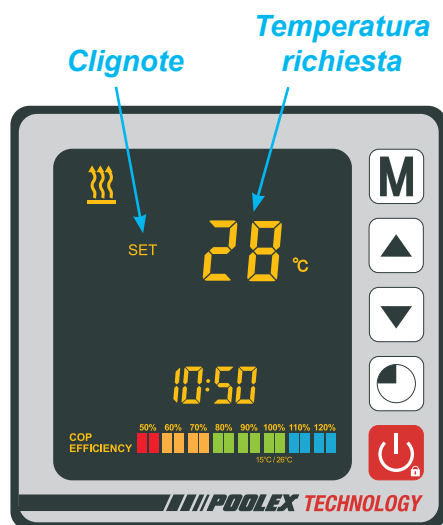 Clignote
Temperatura
richiesta
M
SET
28 °C
10:50
50% 60% 70% 80% 90% 100% 110% 120%
COP
EFFICIENCY
15°C / 26°C
POOLEX TECHNOLOGY